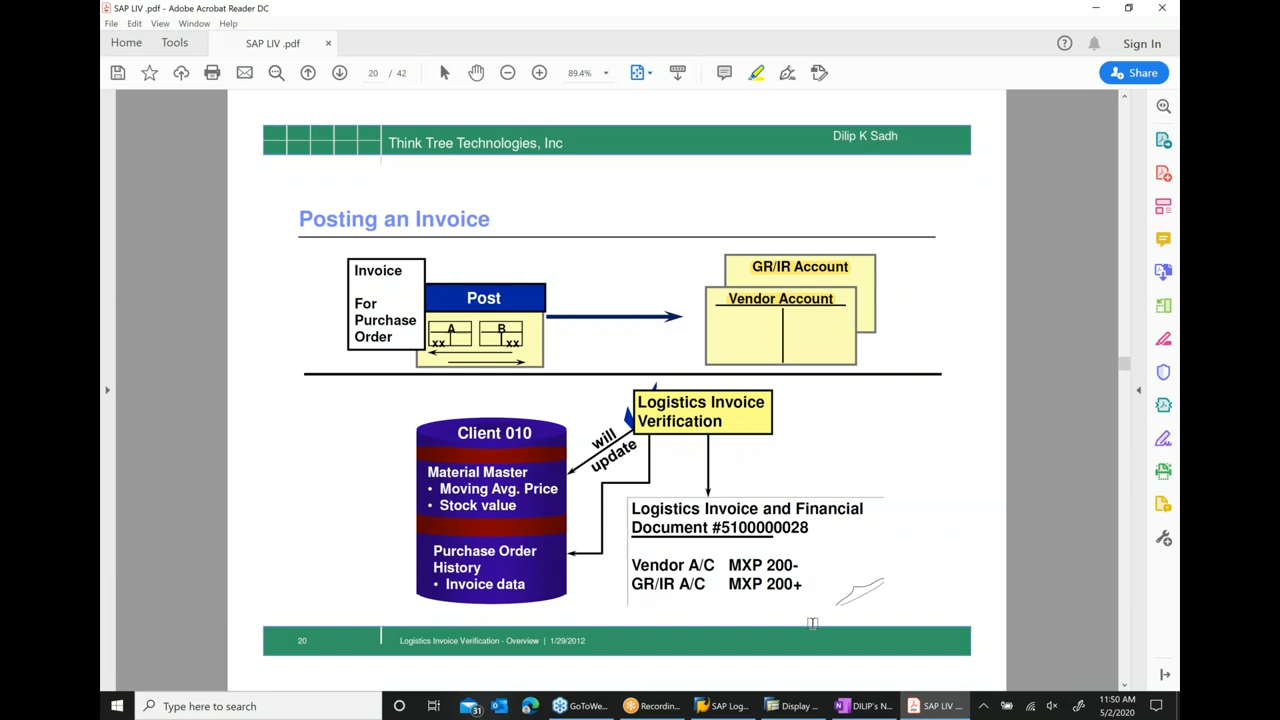 SAP LIV .pdf - Adobe Acrobat Reader DC
File Edit View Window Help
Home Tools SAP LIV .pdf × Sign In
20 / 42 89.4% Share
Think Tree Technologies, Inc Dilip K Sadh
Posting an Invoice
Invoice
For
Purchase
Order
Post
A B
xx xx
GR/IR Account
Vendor Account
Logistics Invoice
Verification
will
update
Client 010
Material Master
• Moving Avg. Price
• Stock value
Purchase Order
History
• Invoice data
Logistics Invoice and Financial
Document #5100000028
Vendor A/C MXP 200-
GR/IR A/C MXP 200+
20 Logistics Invoice Verification - Overview | 1/29/2012
Type here to search 31 GoToWe... Recordin... SAP Log... Display ... DILIP's N... SAP LIV ... 11:50 AM
5/2/2020